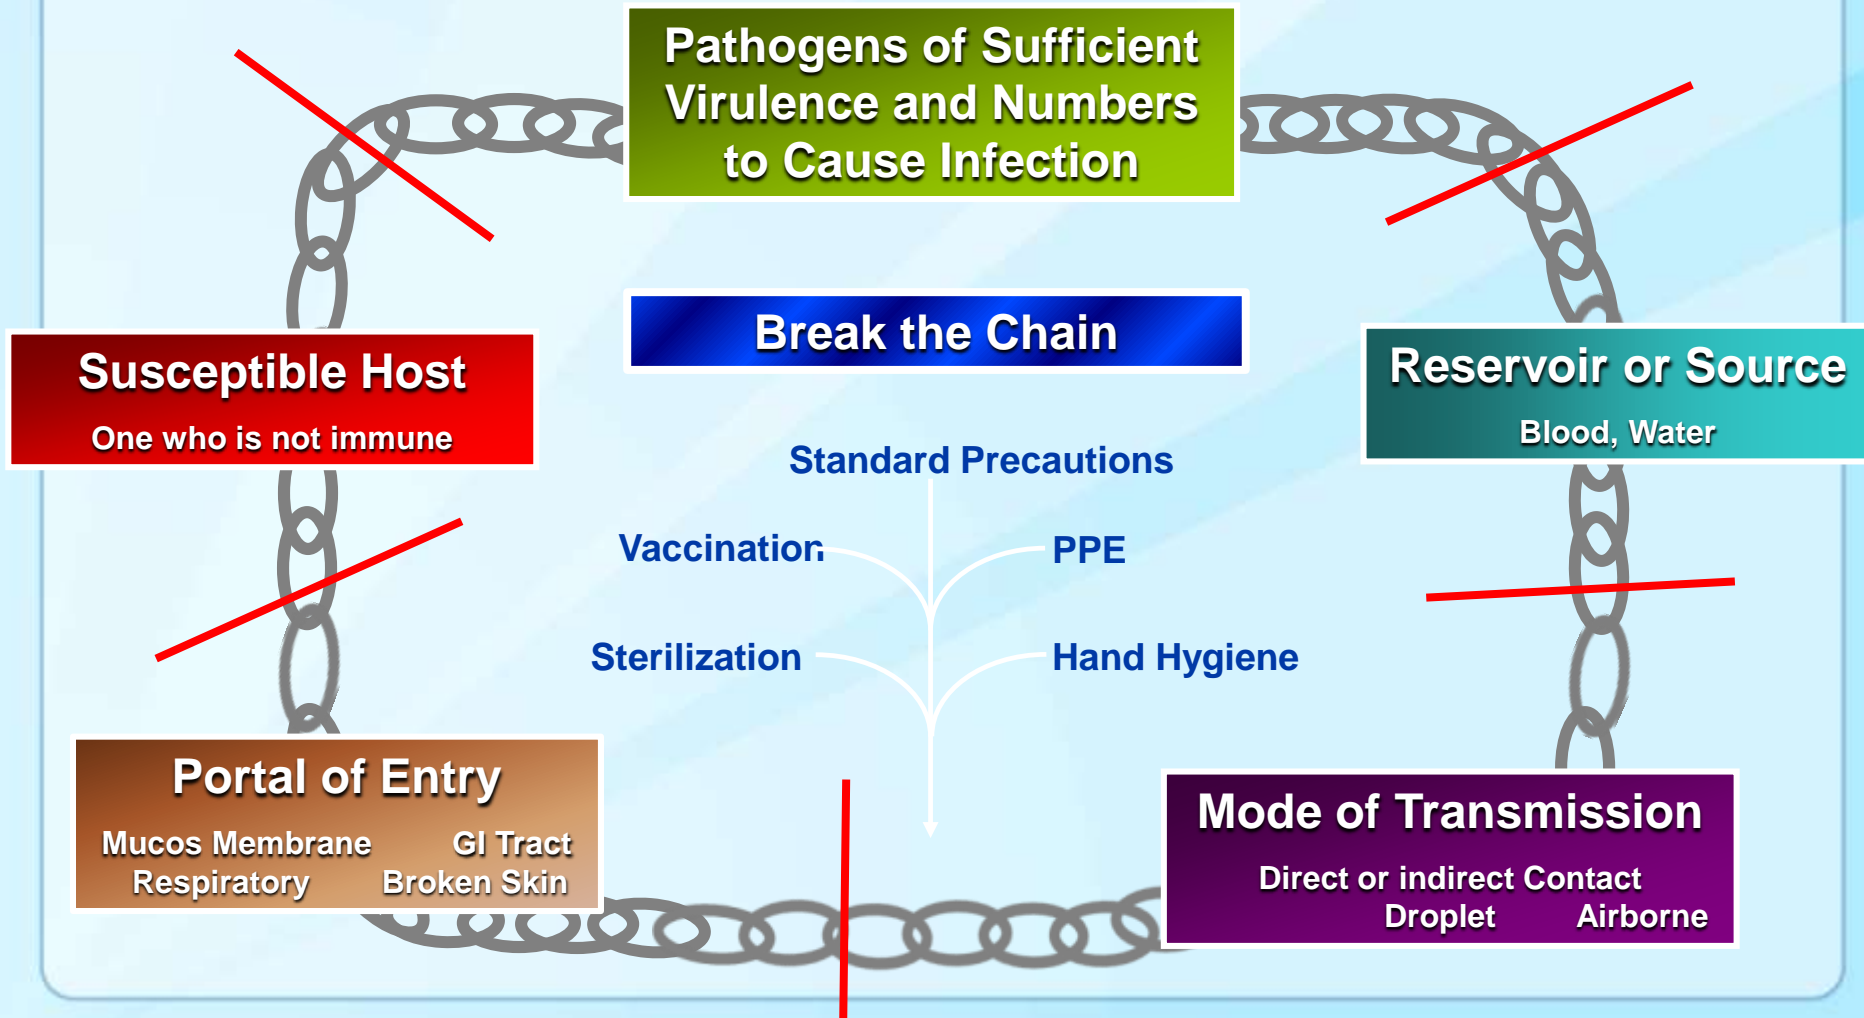 Pathogens of Sufficient
Virulence and Numbers
to Cause Infection
Break the Chain
Susceptible Host
One who is not immune
Reservoir or Source
Blood, Water
Standard Precautions
Vaccination
PPE
Sterilization
Hand Hygiene
Portal of Entry
Mucos Membrane GI Tract
Respiratory Broken Skin
Mode of Transmission
Direct or indirect Contact
Droplet Airborne